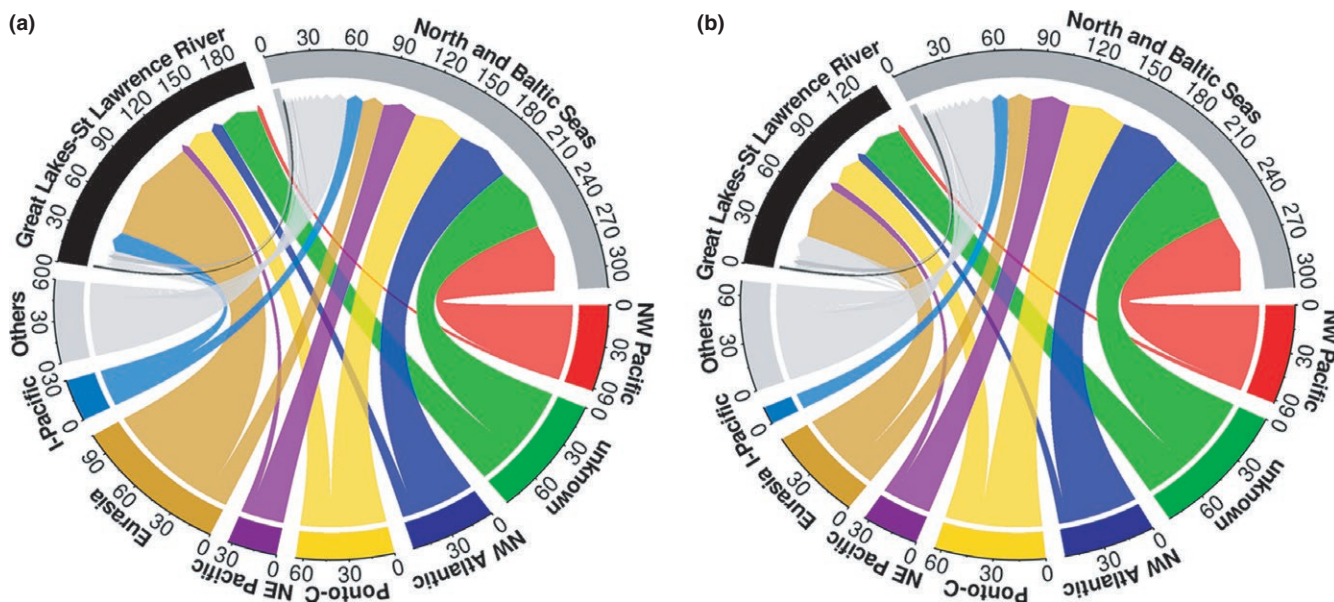 (a)
Great Lakes-St Lawrence River
0 30 60 90 120 150 180
North and Baltic Seas
0 30 60 90 120 150 180 210 240 270 300
NW Pacific
0 30 60
unknown
0 30 60
NW Atlantic
0 30
Ponto-C
0 30 60
NE Pacific
0 30
Eurasia
0 30 60 90
I-Pacific
0 30
Others
0 30 60
(b)
Great Lakes-St Lawrence River
0 30 60 90 120
North and Baltic Seas
0 30 60 90 120 150 180 210 240 270 300
NW Pacific
0 30 60
unknown
0 30 60
NW Atlantic
0 30
Ponto-C
0 30 60
NE Pacific
0 30
Eurasia
0 30
I-Pacific
0
Others
0 30 60